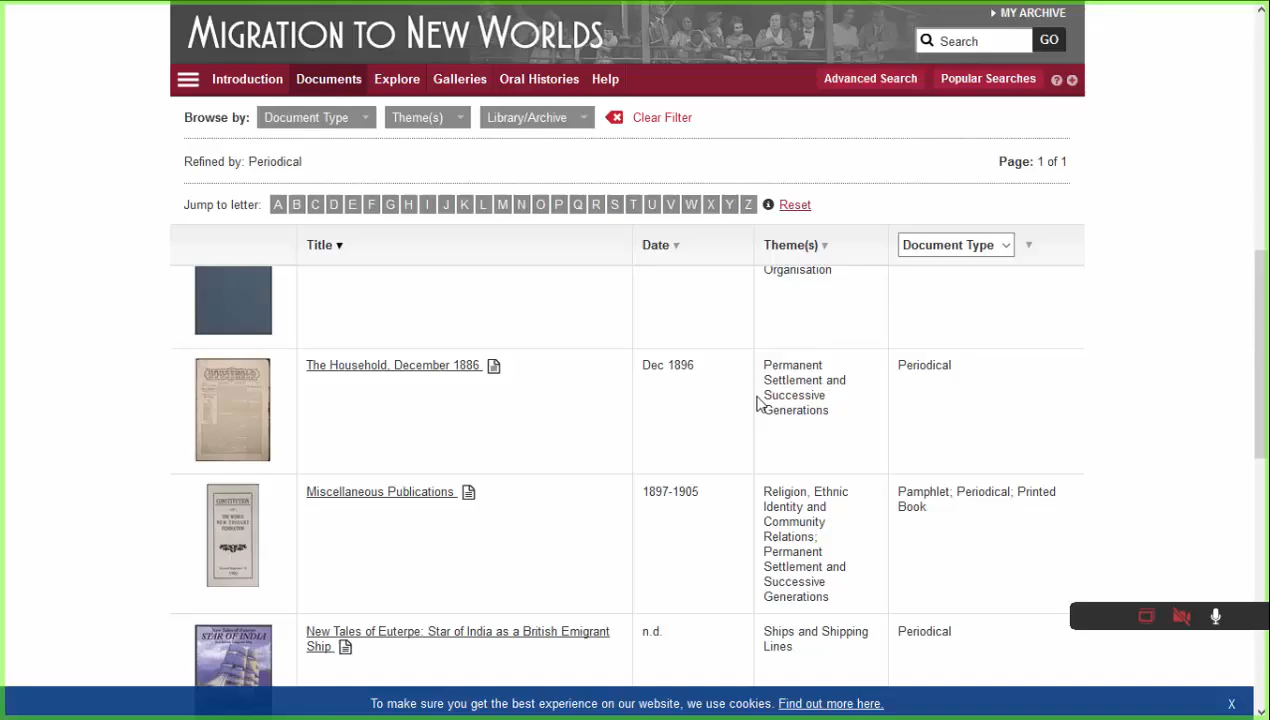 MIGRATION TO NEW WORLDS
MY ARCHIVE
Search
GO
Introduction
Documents
Explore
Galleries
Oral Histories
Help
Advanced Search
Popular Searches
Browse by:
Document Type
Theme(s)
Library/Archive
Clear Filter
Refined by: Periodical
Page: 1 of 1
Jump to letter:
A B C D E F G H I J K L M N O P Q R S T U V W X Y Z
Reset
Title
Date
Theme(s)
Document Type
Organisation
The Household, December 1886
Dec 1896
Permanent
Settlement and
Successive
Generations
Periodical
CONSTITUTION
Miscellaneous Publications
1897-1905
Religion, Ethnic
Identity and
Community
Relations;
Permanent
Settlement and
Successive
Generations
Pamphlet; Periodical; Printed
Book
New Tales of Euterpe
STAR OF INDIA
New Tales of Euterpe: Star of India as a British Emigrant
Ship
n.d.
Ships and Shipping
Lines
Periodical
To make sure you get the best experience on our website, we use cookies. Find out more here.
X